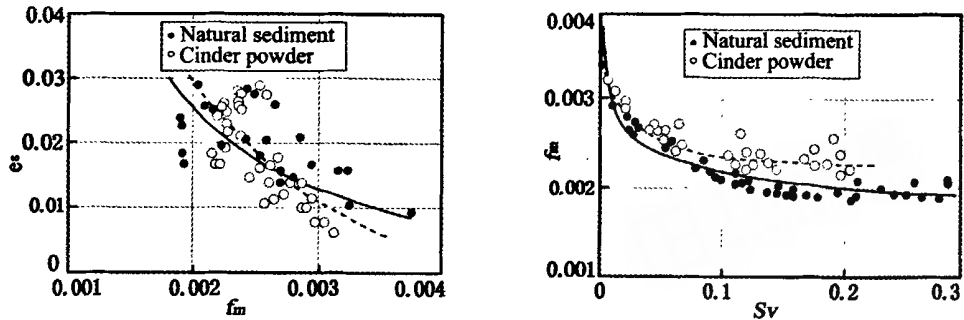 0.04
0.03
0.02
0.01
0
es
Natural sediment
Cinder powder
0.001
0.002
0.003
0.004
fm
0.004
0.003
0.002
0.001
fm
Natural sediment
Cinder powder
0
0.1
0.2
0.3
Sv